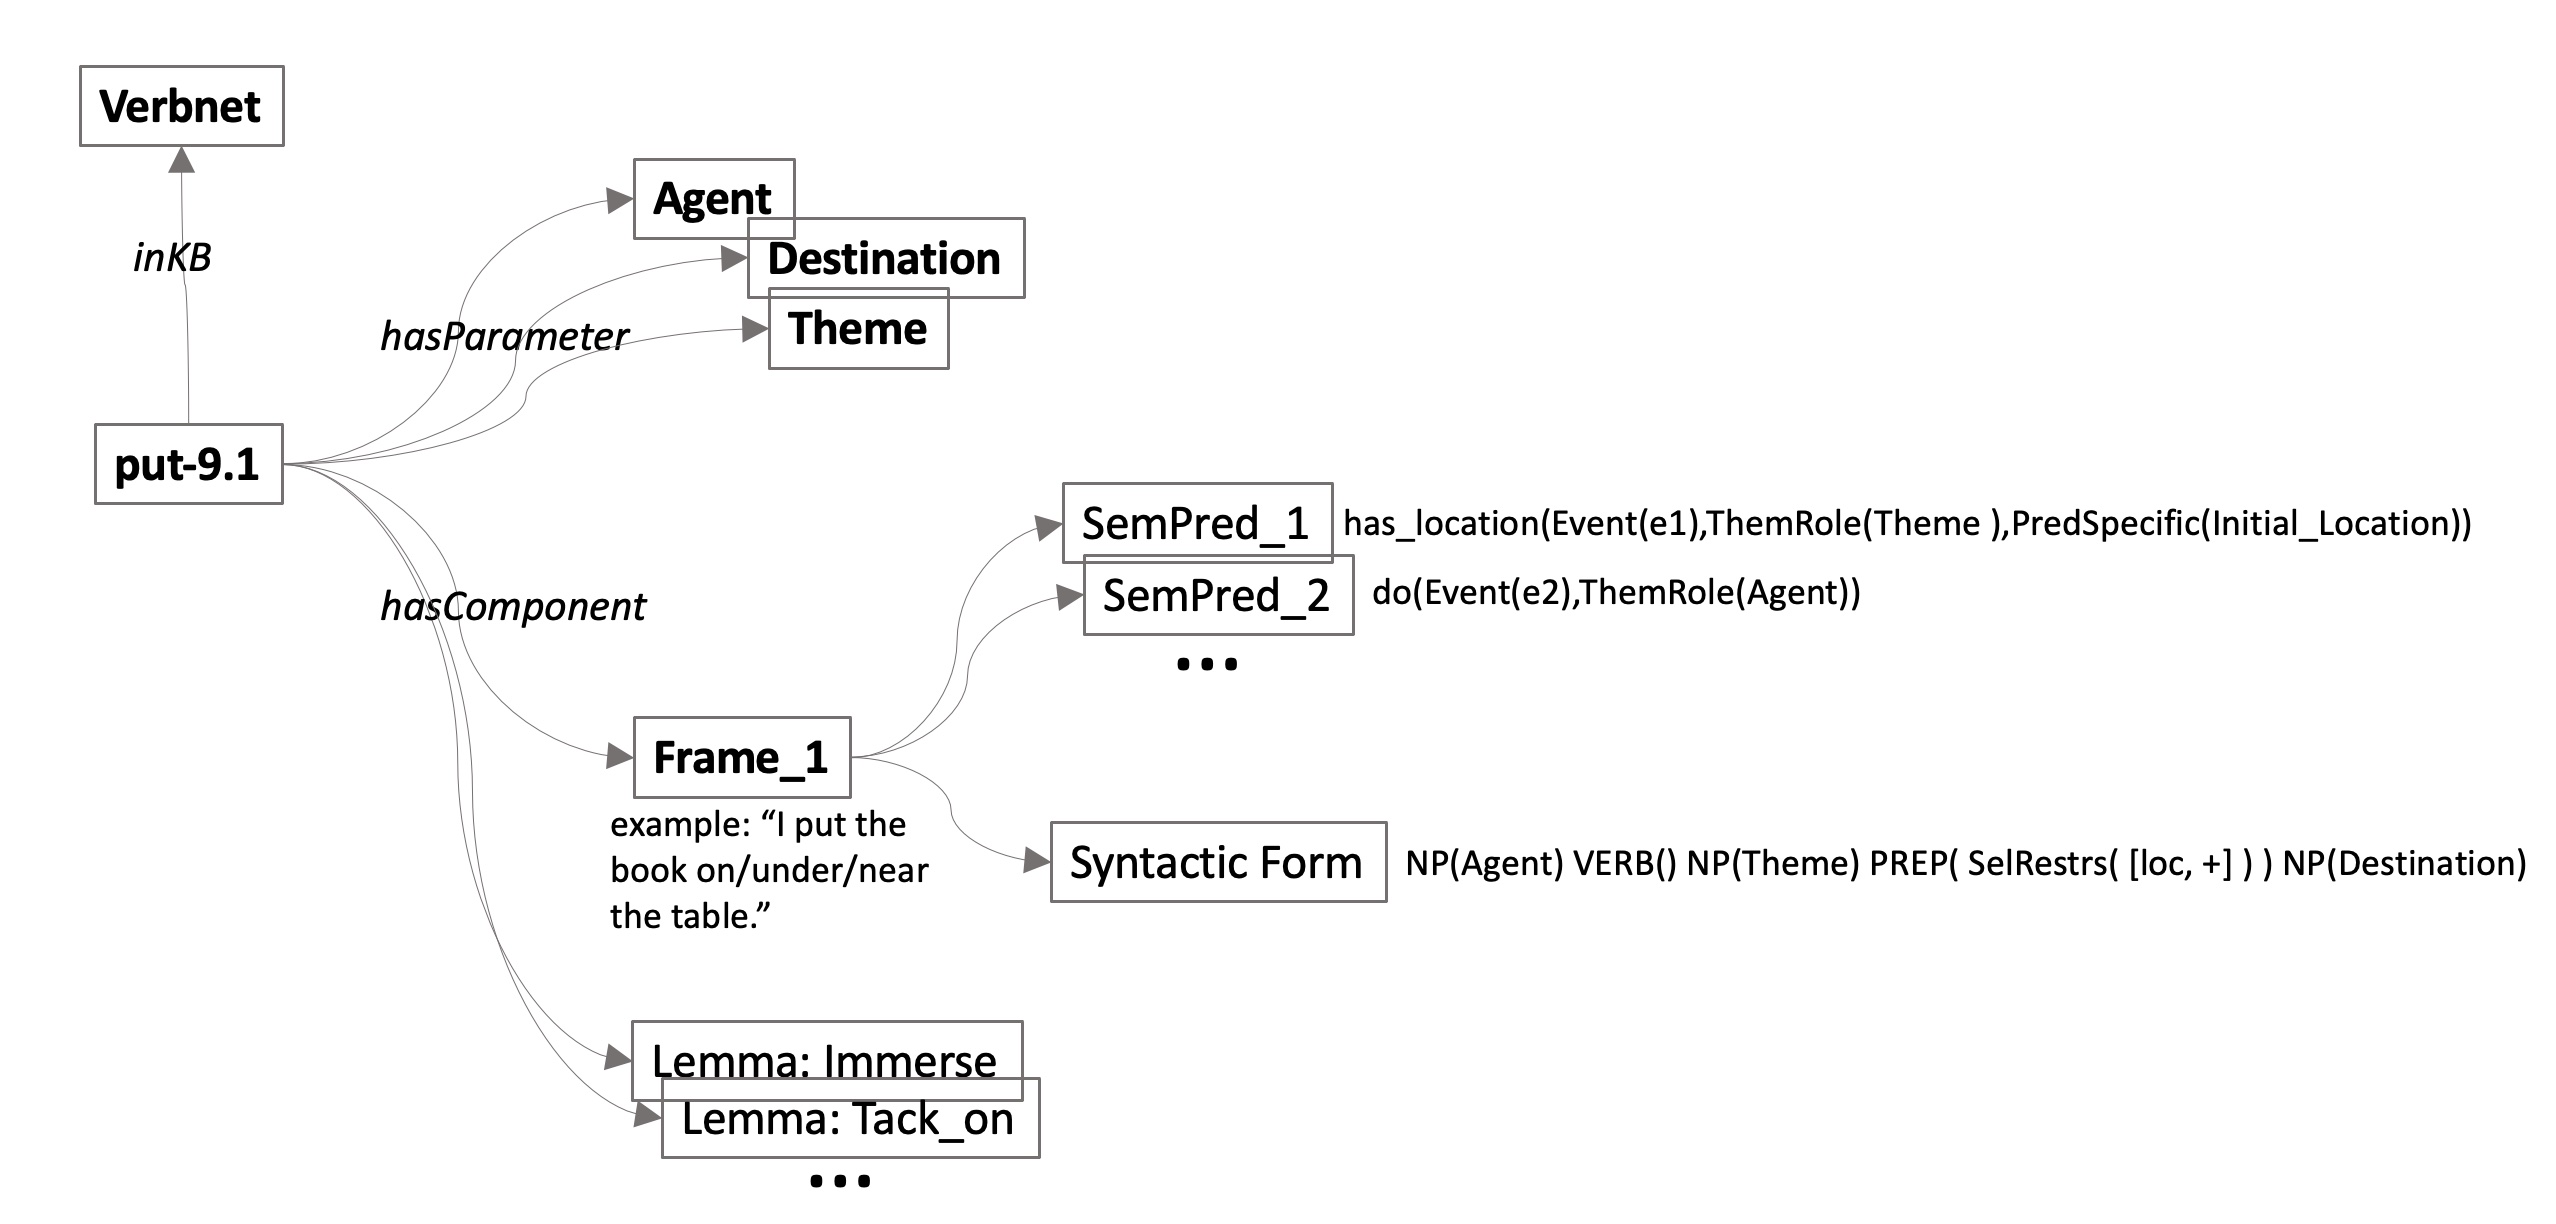 Verbnet
inKB
put-9.1
hasParameter
Agent
Destination
Theme
hasComponent
Frame_1
example: “I put the
book on/under/near
the table.”
SemPred_1 has_location(Event(e1),ThemRole(Theme ),PredSpecific(Initial_Location))
SemPred_2 do(Event(e2),ThemRole(Agent))
...
Syntactic Form NP(Agent) VERB() NP(Theme) PREP( SelRestrs( [loc, +] ) ) NP(Destination)
Lemma: Immerse
Lemma: Tack_on
...